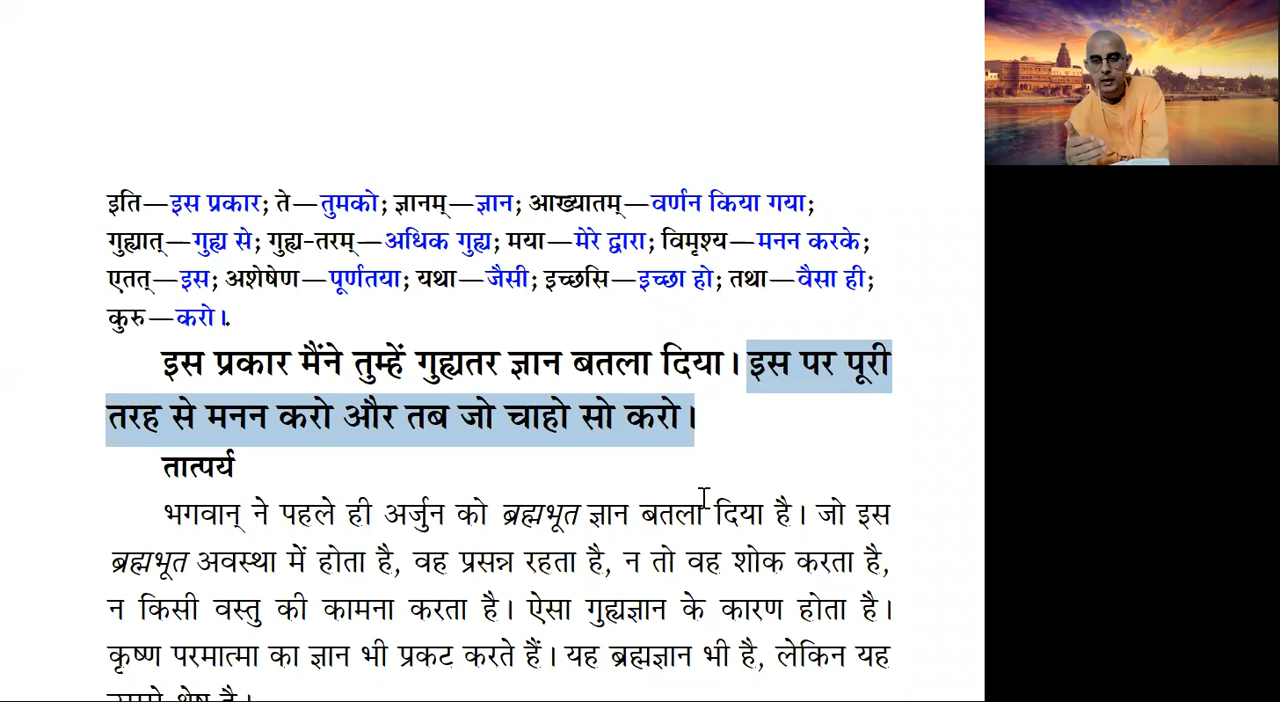 इति—इस प्रकार; ते—तुमको; ज्ञानम्—ज्ञान; आख्यातम्—वर्णन किया गया;
गुह्यात्—गुह्य से; गुह्य-तरम्—अधिक गुह्य; मया—मेरे द्वारा; विमृश्य—मनन करके;
एतत्—इस; अशेषेण—पूर्णतया; यथा—जैसी; इच्छसि—इच्छा हो; तथा—वैसा ही;
कुरु—करो।.
इस प्रकार मैंने तुम्हें गुह्यतर ज्ञान बतला दिया। इस पर पूरी
तरह से मनन करो और तब जो चाहो सो करो।
तात्पर्य
भगवान् ने पहले ही अर्जुन को ब्रह्मभूत ज्ञान बतला दिया है। जो इस
ब्रह्मभूत अवस्था में होता है, वह प्रसन्न रहता है, न तो वह शोक करता है,
न किसी वस्तु की कामना करता है। ऐसा गुह्यज्ञान के कारण होता है।
कृष्ण परमात्मा का ज्ञान भी प्रकट करते हैं। यह ब्रह्मज्ञान भी है, लेकिन यह